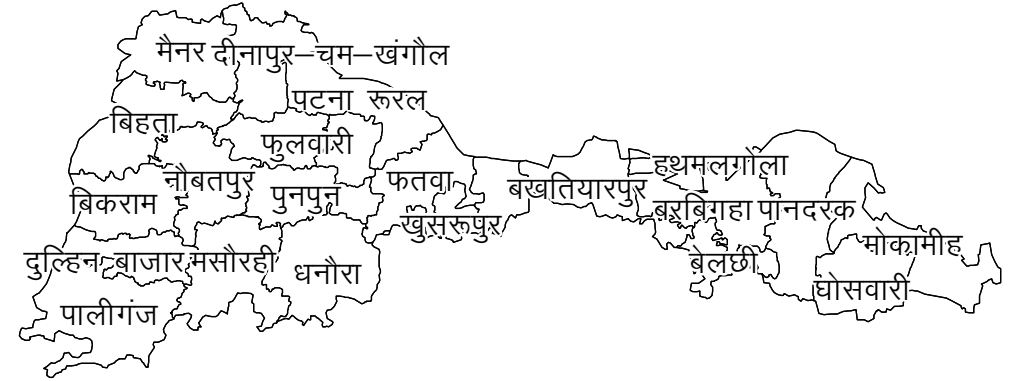 मैनर
दीनापुर–चम–खंगौल
पटना रूरल
बिहता
फुलवारी
हथमलगोला
नौबतपुर
पुनपुन
फतवा
बखतियारपुर
बिकराम
खुसरूपुर
बरबिगहा
पानदरक
दुल्हिन बाजार
मसौरही
धनौरा
बेलछी
मोकामीह
घोसवारी
पालीगंज